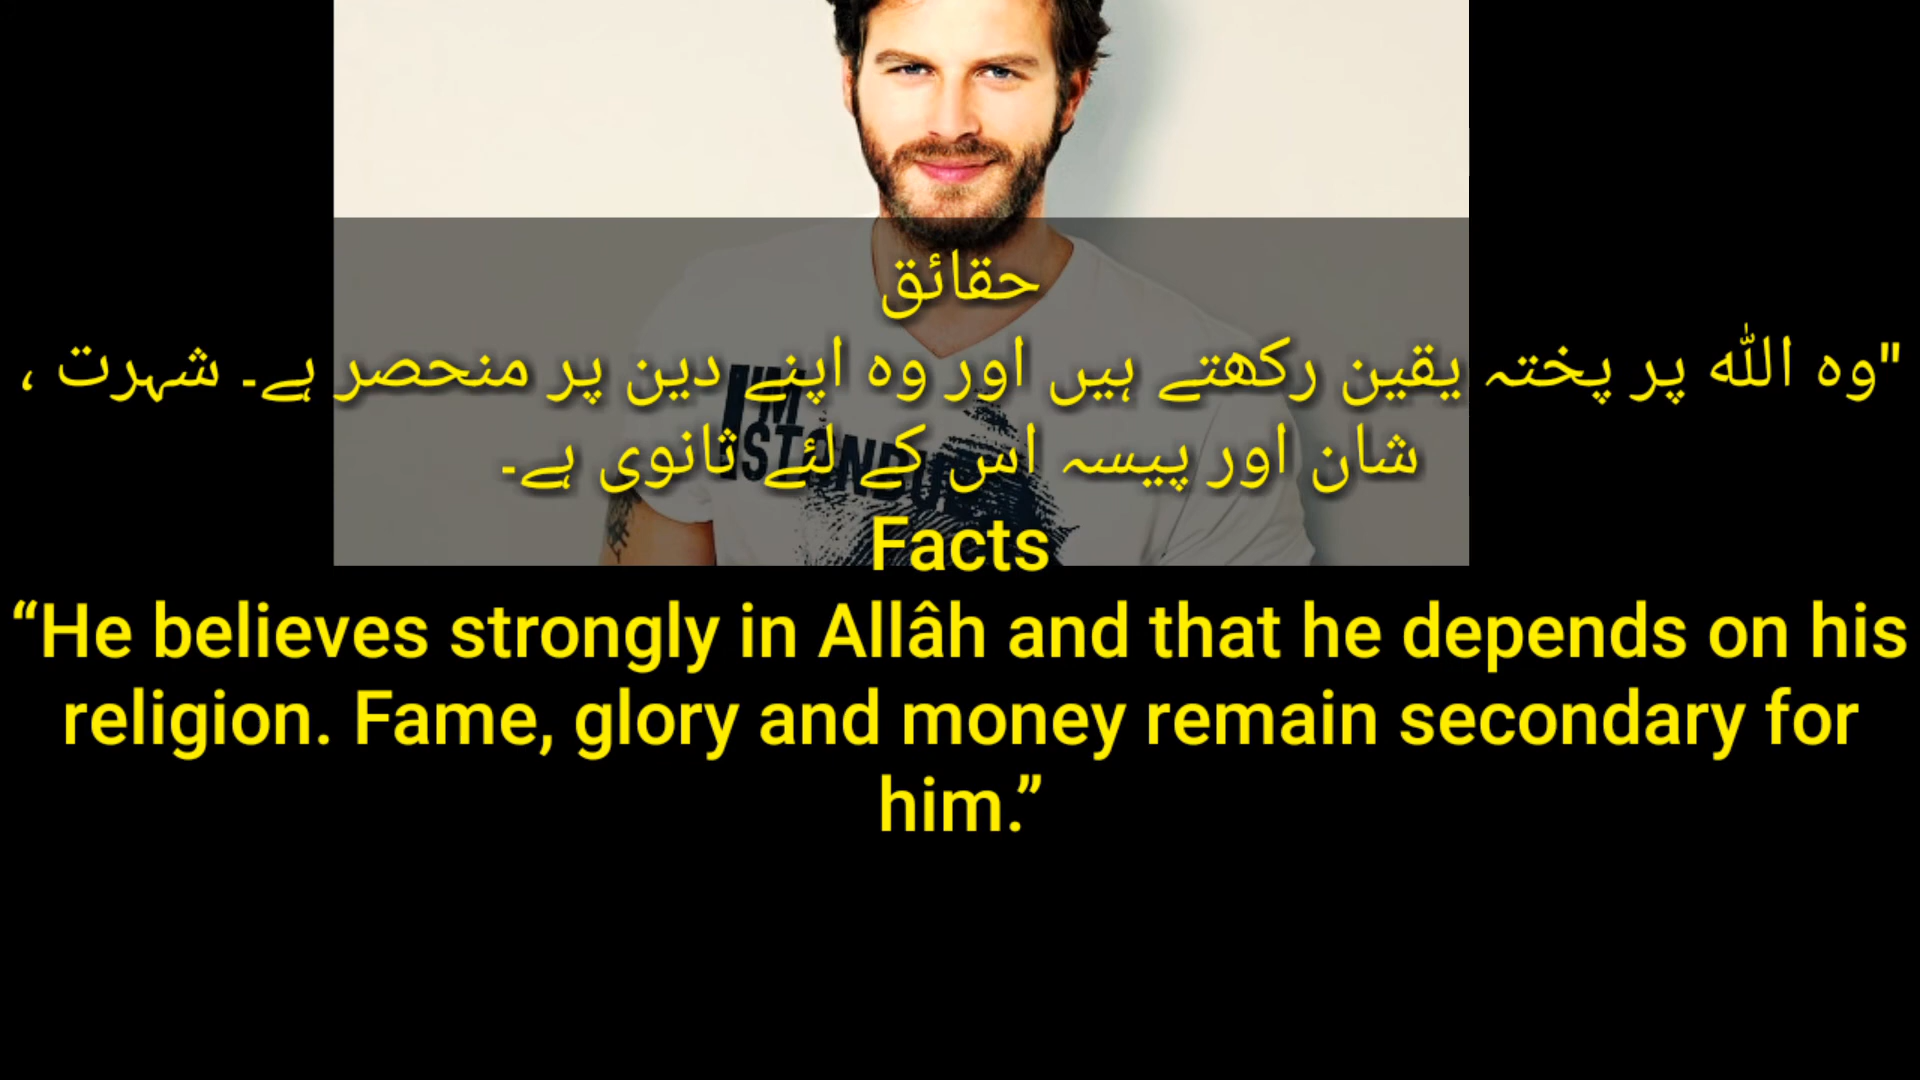 حقائق
"وہ اللہ پر پختہ یقین رکھتے ہیں اور وہ اپنے دین پر منحصر ہے۔ شہرت ،
شان اور پیسہ اس کے لئے ثانوی ہے۔
I'M
ISTANBUL
Facts
“He believes strongly in Allâh and that he depends on his
religion. Fame, glory and money remain secondary for
him.”